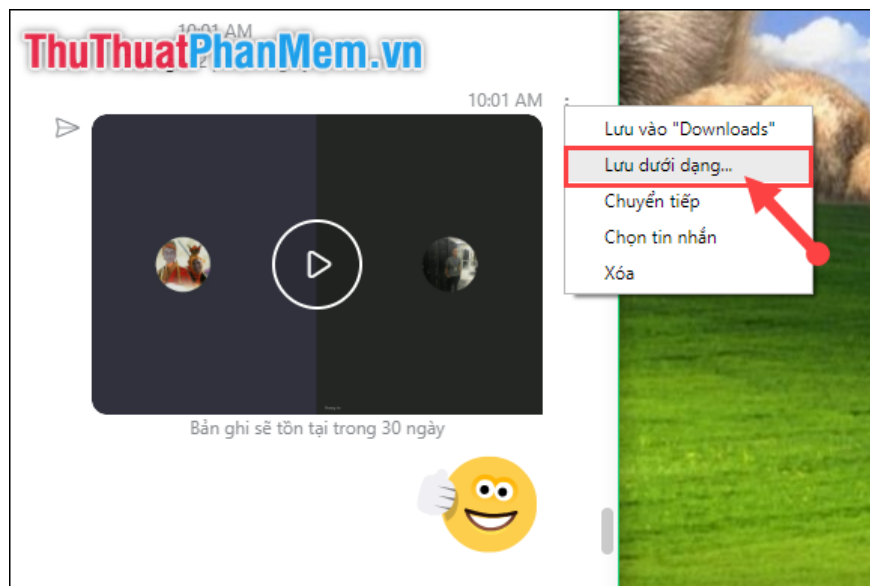 10:01 AM
ThuThuatPhanMem.vn
10:01 AM
Lưu vào "Downloads"
Lưu dưới dạng...
Chuyển tiếp
Chọn tin nhắn
Xóa
Bản ghi sẽ tồn tại trong 30 ngày